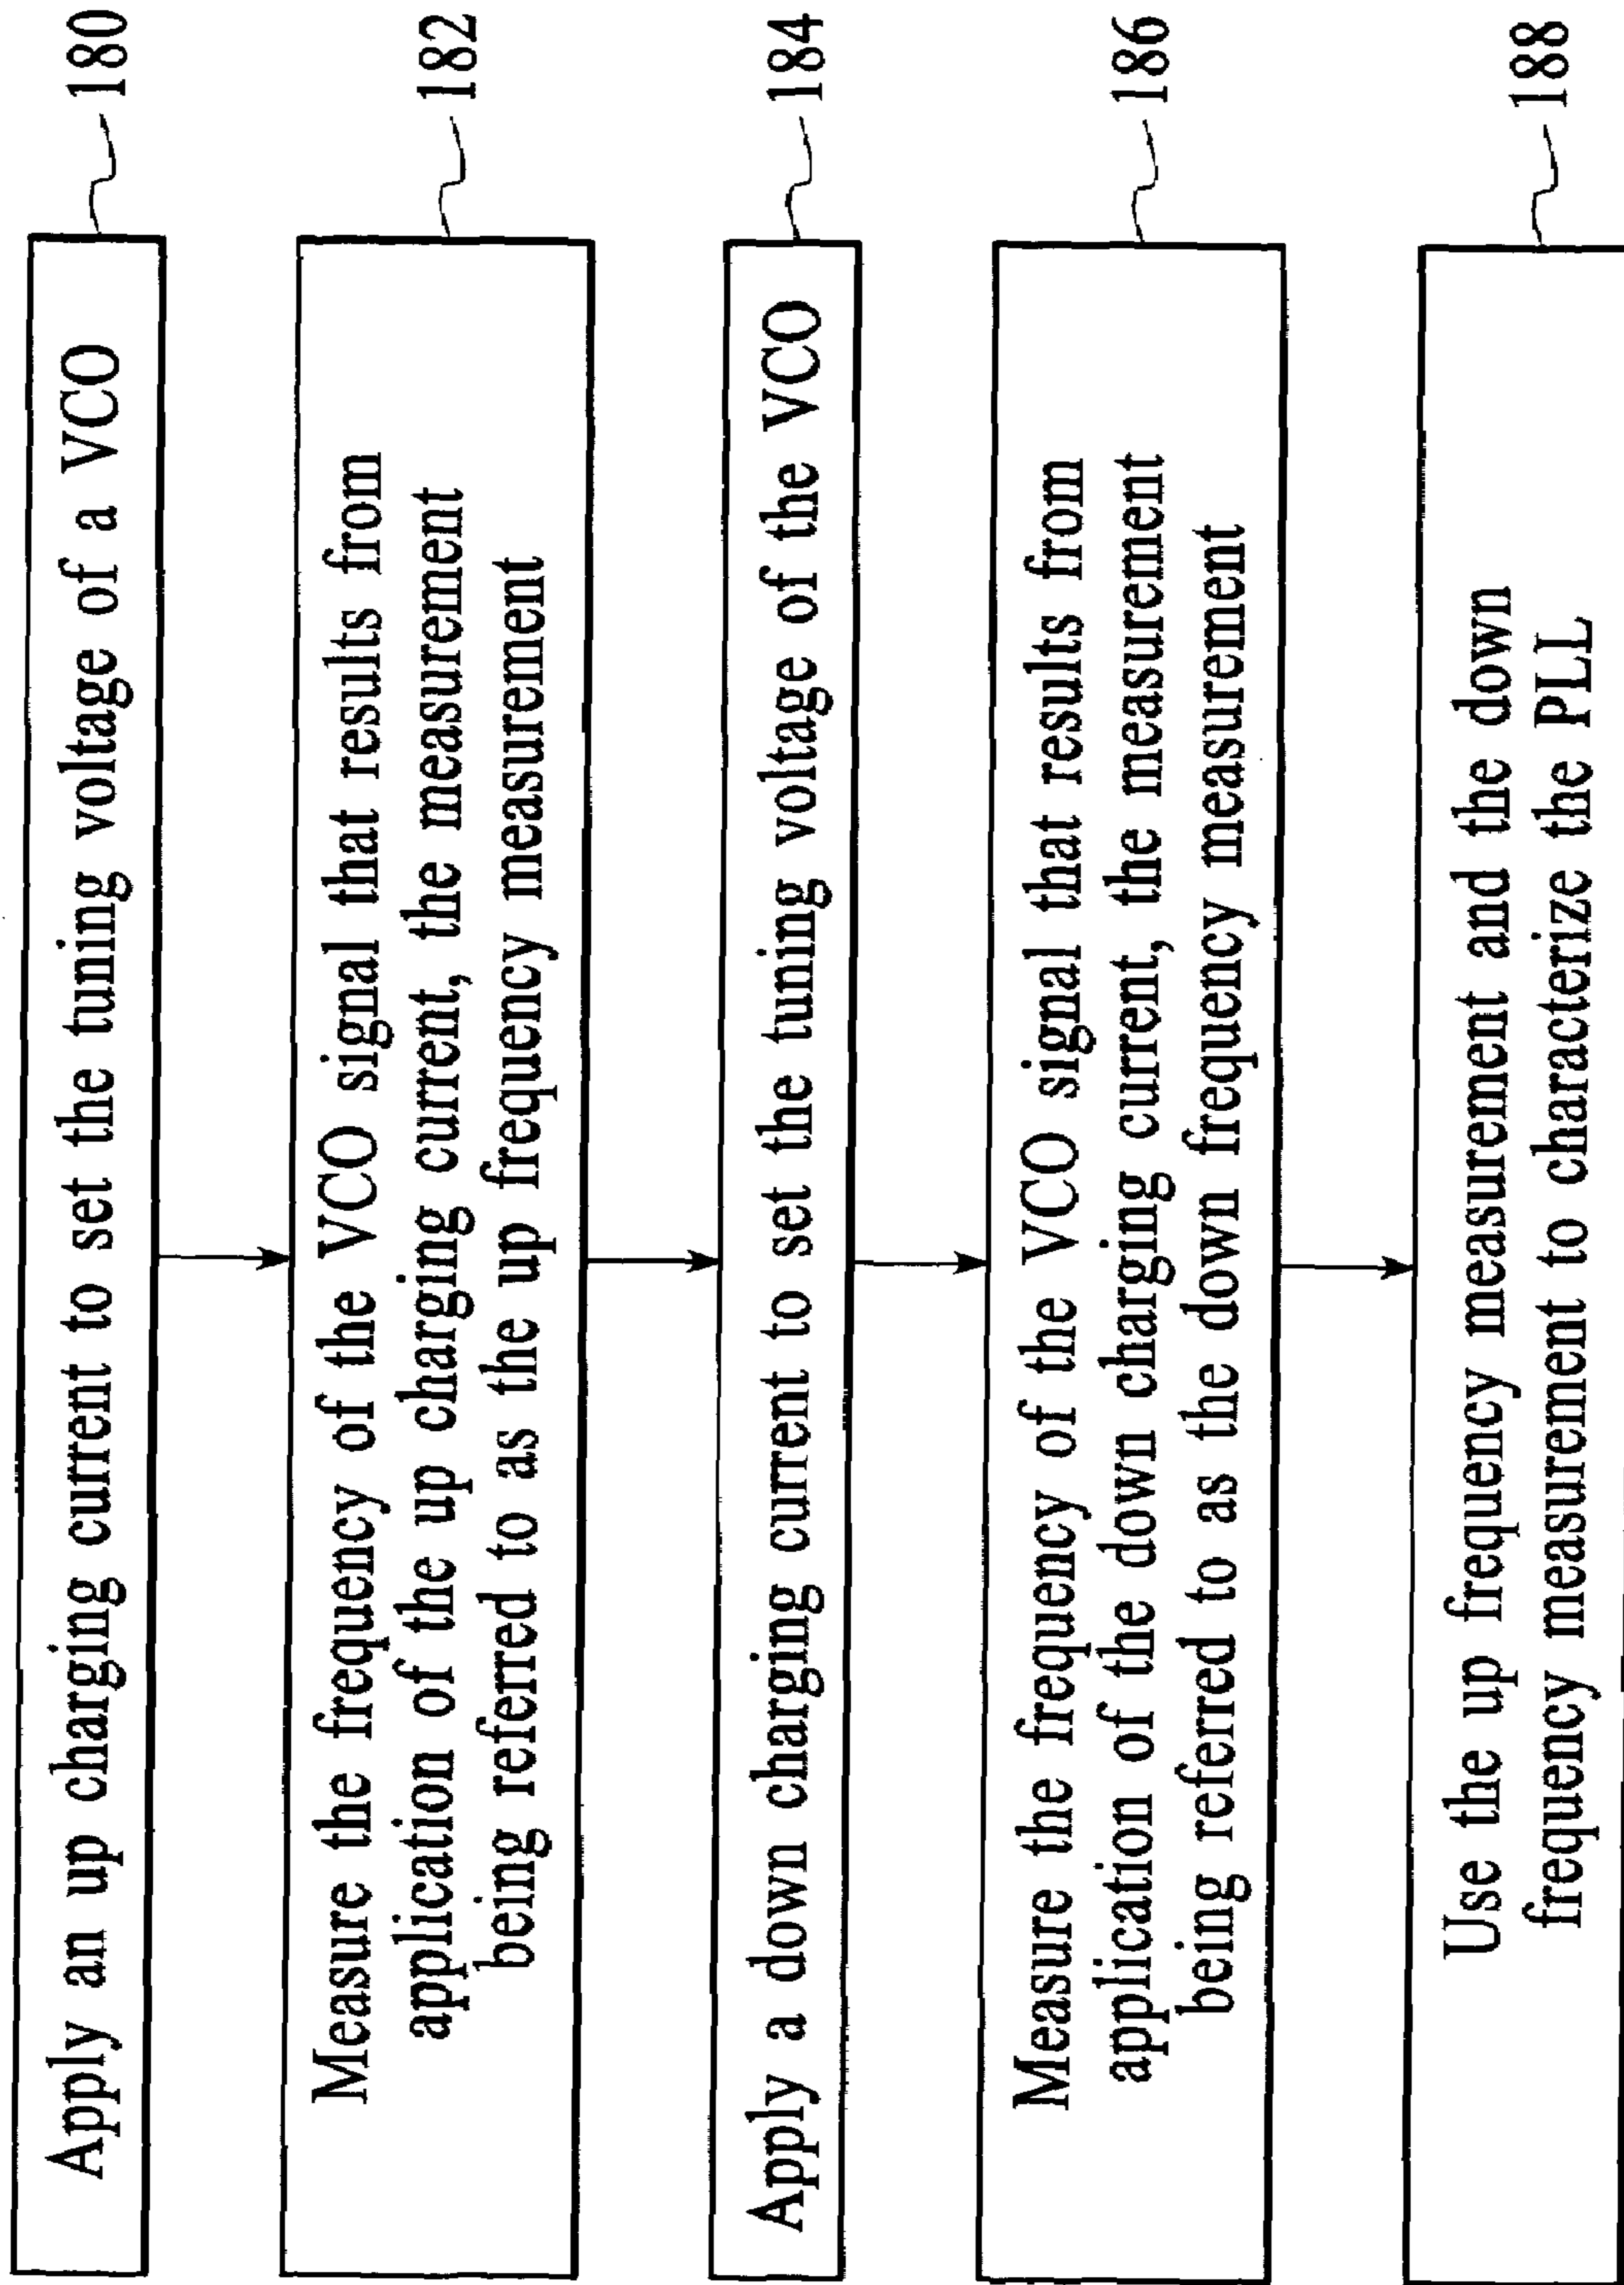 Apply an up charging current to set the tuning voltage of a VCO
180
Measure the frequency of the VCO signal that results from
application of the up charging current, the measurement
being referred to as the up frequency measurement
182
Apply a down charging current to set the tuning voltage of the VCO
184
Measure the frequency of the VCO signal that results from
application of the down charging current, the measurement
being referred to as the down frequency measurement
186
Use the up frequency measurement and the down
frequency measurement to characterize the PLL
188